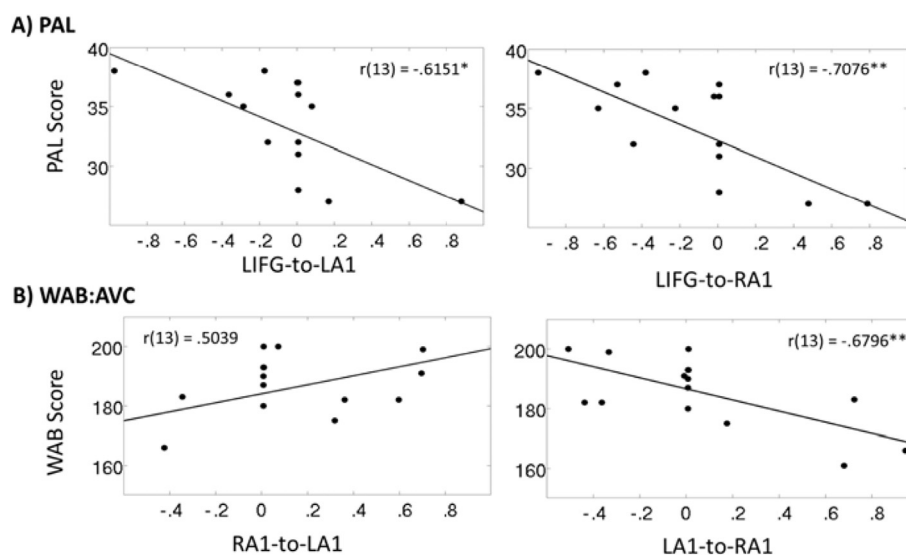 A) PAL
40
35
30
PAL Score
r(13) = -.6151*
-.8 -.6 -.4 -.2 0 .2 .4 .6 .8
LIFG-to-LA1
40
35
30
r(13) = -.7076**
- .8 -.6 -.4 -.2 0 .2 .4 .6 .8
LIFG-to-RA1
B) WAB:AVC
200
180
160
WAB Score
r(13) = .5039
-.4 -.2 0 .2 .4 .6 .8
RA1-to-LA1
200
180
160
r(13) = -.6796**
-.4 -.2 0 .2 .4 .6 .8
LA1-to-RA1